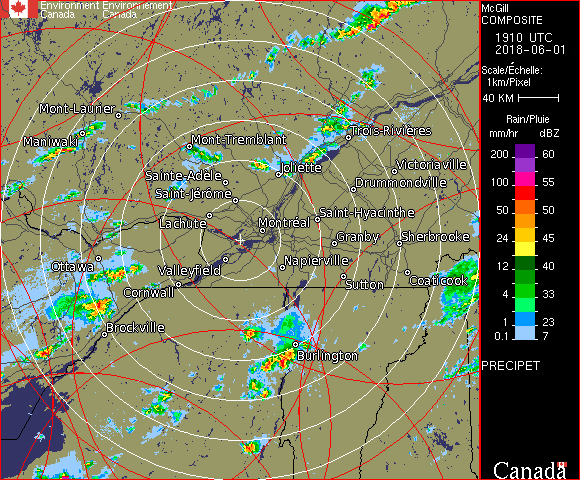 Environment Environnement
Canada Canada
McGill
COMPOSITE
1910 UTC
2018-06-01
Scale/Échelle:
1km/Pixel
40 KM
Rain/Pluie
mm/hr dBZ
200 60
100 55
50 50
24 45
12 40
4 33
1 23
0.1 7
PRECIPET
Mont-Laurier
Maniwaki
Mont-Tremblant
Trois-Rivières
Joliette
Victoriaville
Sainte-Adèle
Drummondville
Saint-Jérôme
Lachute
Saint-Hyacinthe
Montréal
Granby
Sherbrooke
Ottawa
Valleyfield
Napierville
Cornwall
Sutton
Coaticook
Brockville
Burlington
Canada